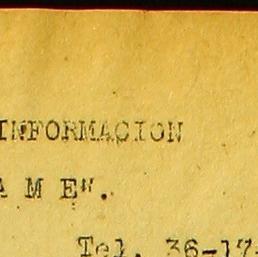 INFORMACION
A M E".
Tel. 36-17-